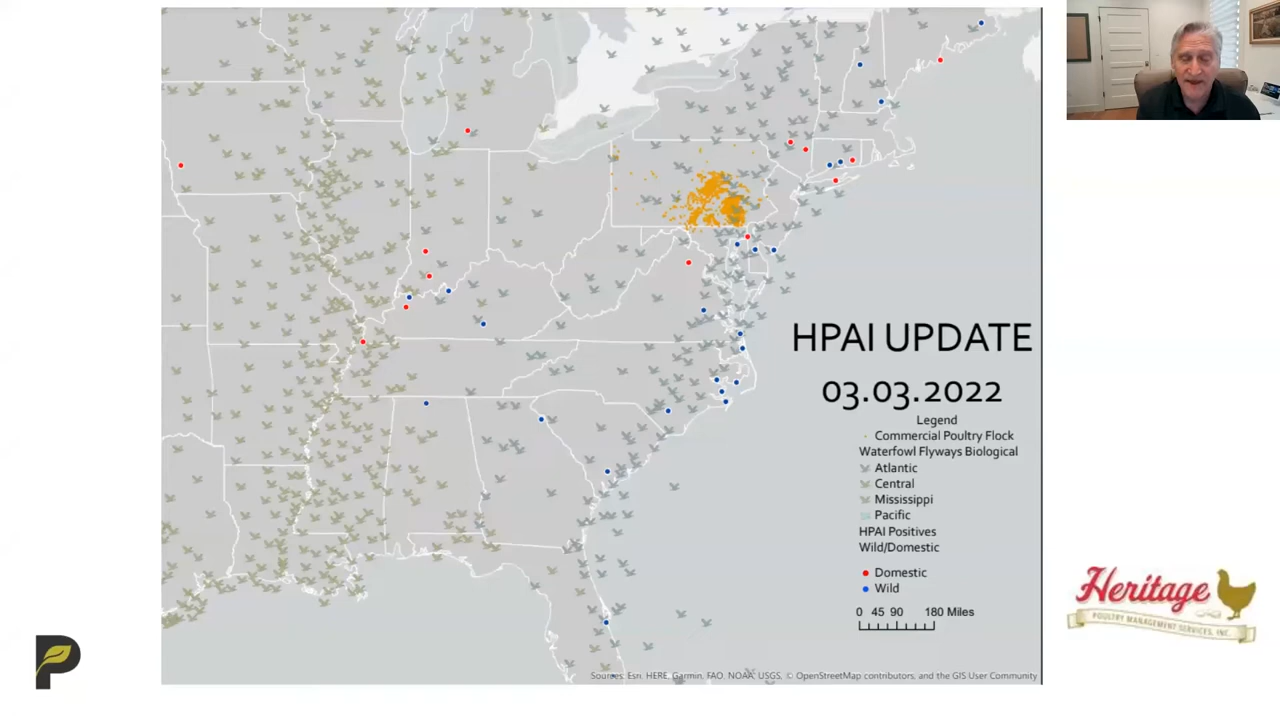 HPAI UPDATE
03.03.2022
Legend
Commercial Poultry Flock
Waterfowl Flyways Biological
Atlantic
Central
Mississippi
Pacific
HPAI Positives
Wild/Domestic
Domestic
Wild
0 45 90 180 Miles
Sources: Esri, HERE, Garmin, FAO, NOAA, USGS, © OpenStreetMap contributors, and the GIS User Community
Heritage
POULTRY MANAGEMENT SERVICES, INC.
P